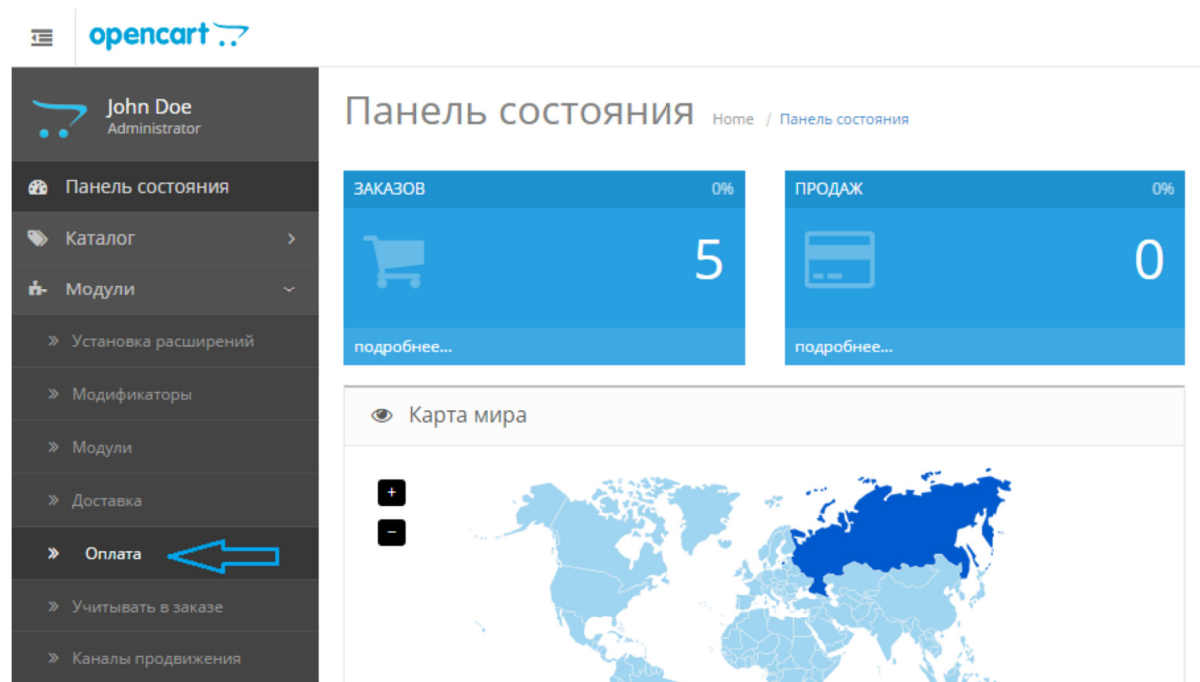 opencart
John Doe
Administrator
Панель состояния
Каталог
Модули
Установка расширений
Модификаторы
Модули
Доставка
Оплата
Учитывать в заказе
Каналы продвижения
Панель состояния Home / Панель состояния
ЗАКАЗОВ 0%
5
подробнее...
ПРОДАЖ 0%
0
подробнее...
Карта мира
+
−